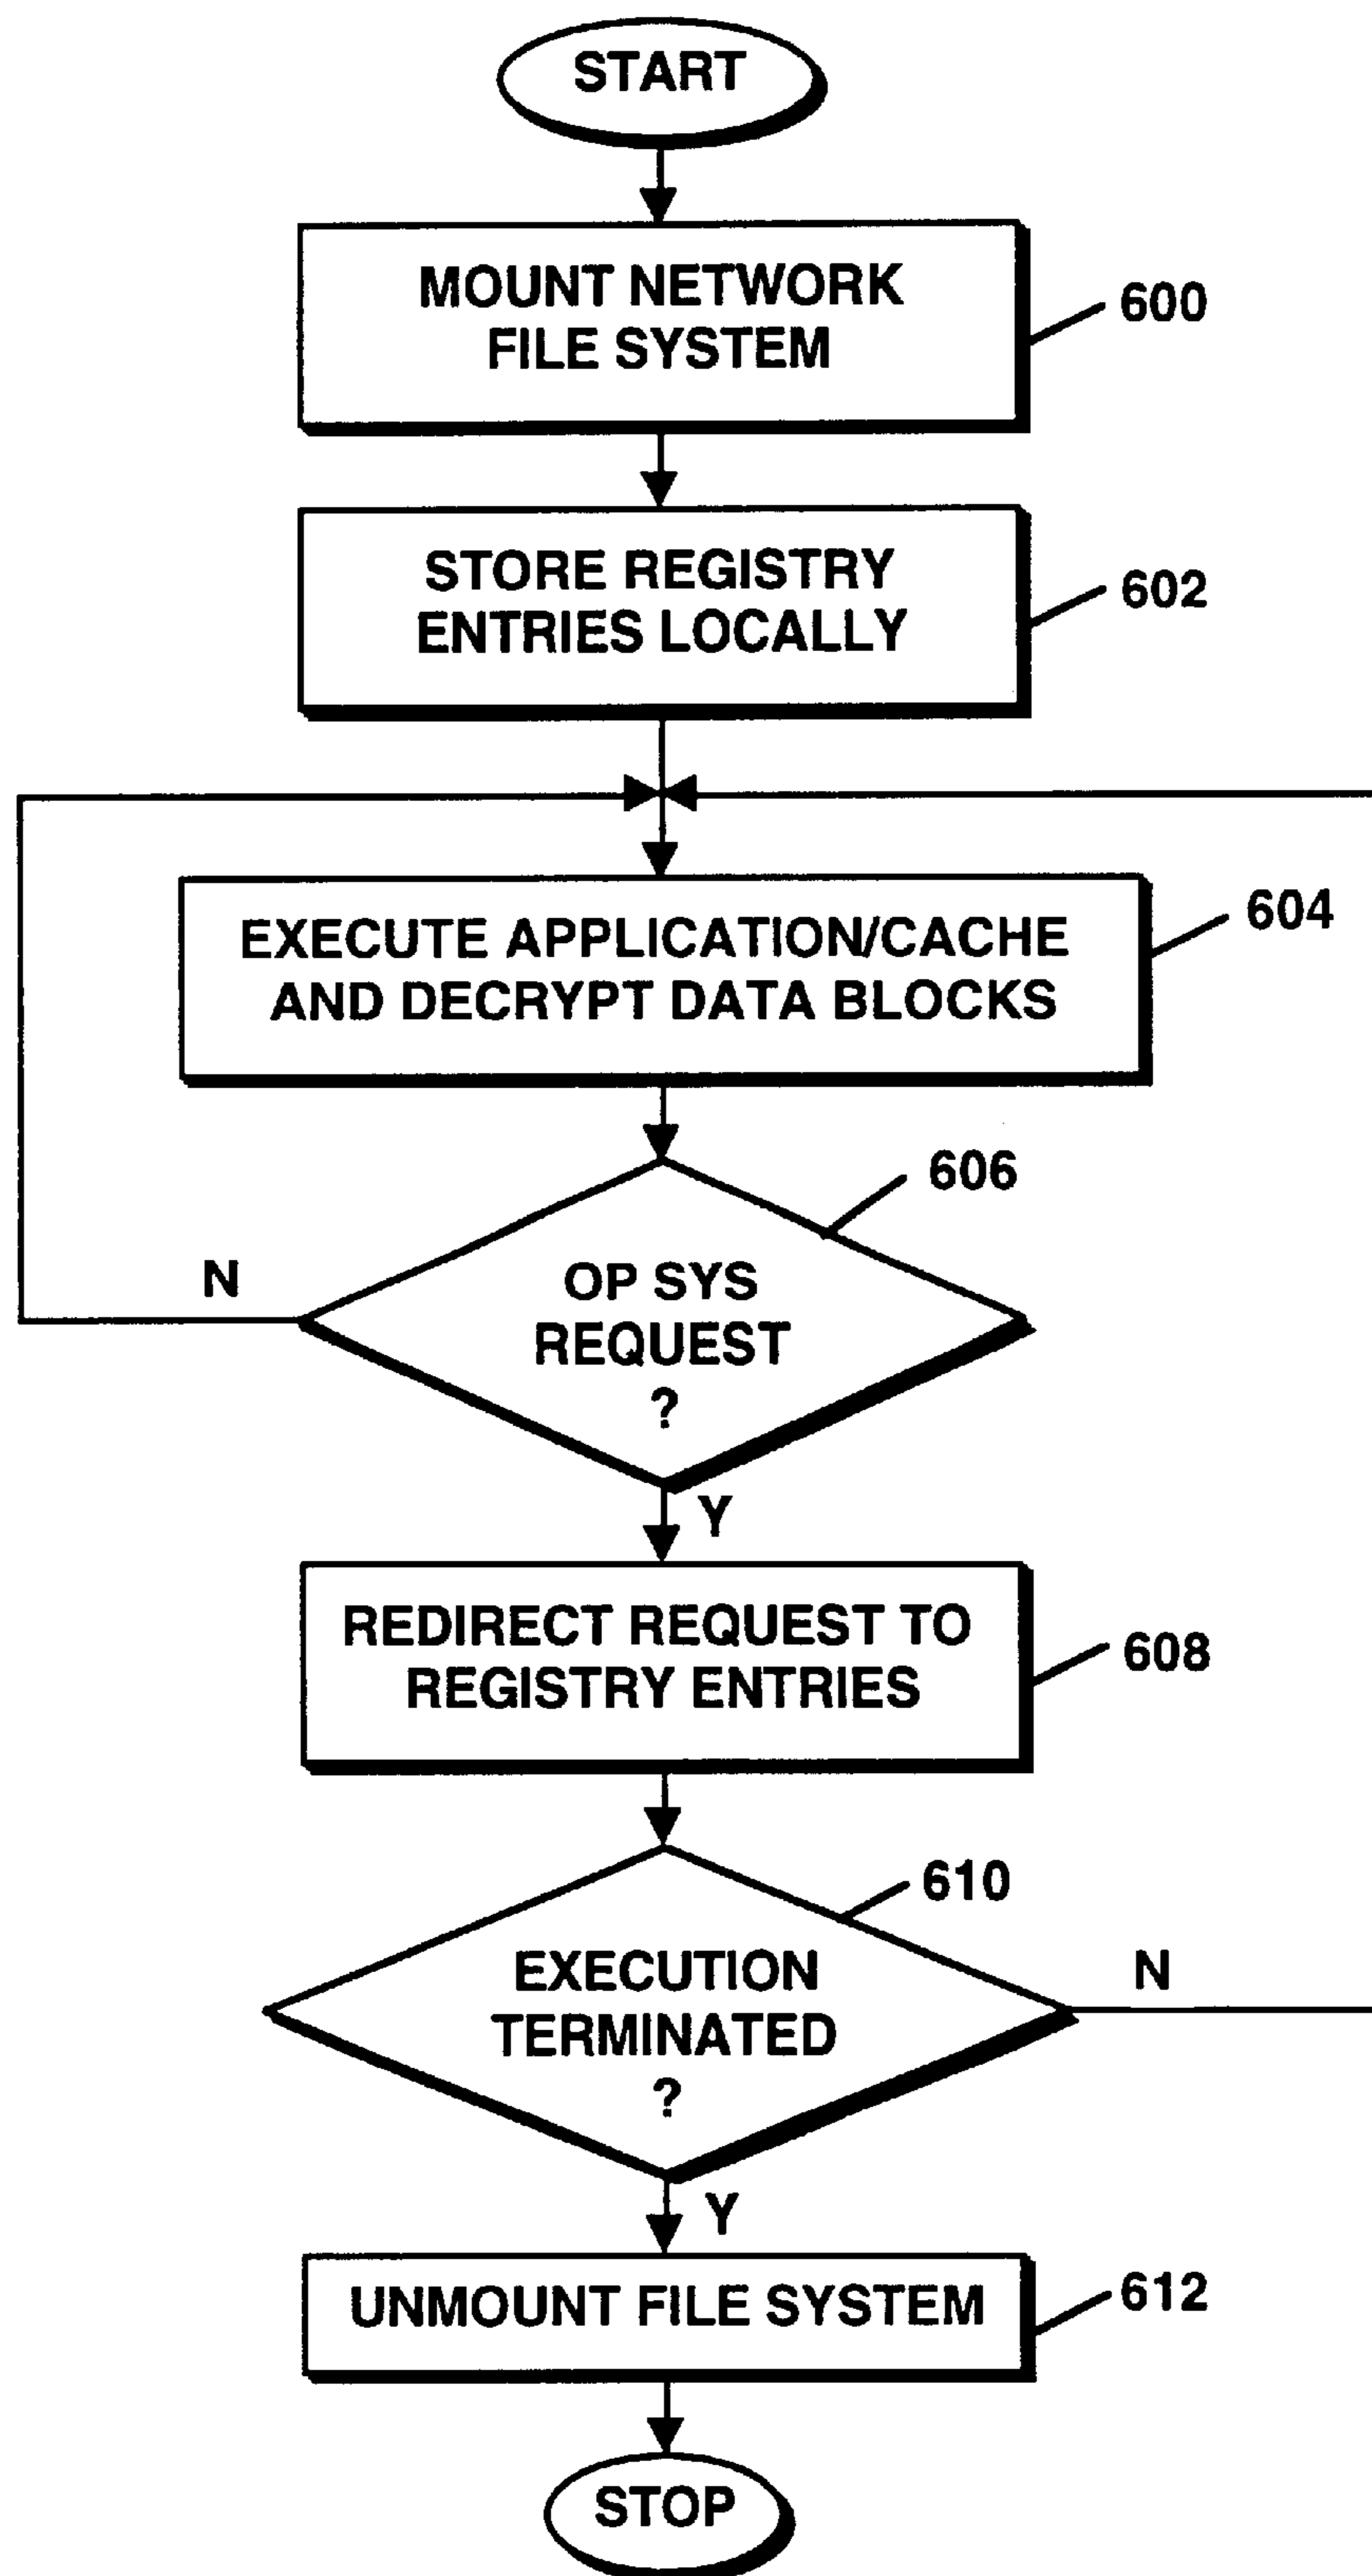 START
MOUNT NETWORK
FILE SYSTEM
600
STORE REGISTRY
ENTRIES LOCALLY
602
EXECUTE APPLICATION/CACHE
AND DECRYPT DATA BLOCKS
604
606
OP SYS
REQUEST
?
N
Y
REDIRECT REQUEST TO
REGISTRY ENTRIES
608
610
EXECUTION
TERMINATED
?
N
Y
UNMOUNT FILE SYSTEM
612
STOP